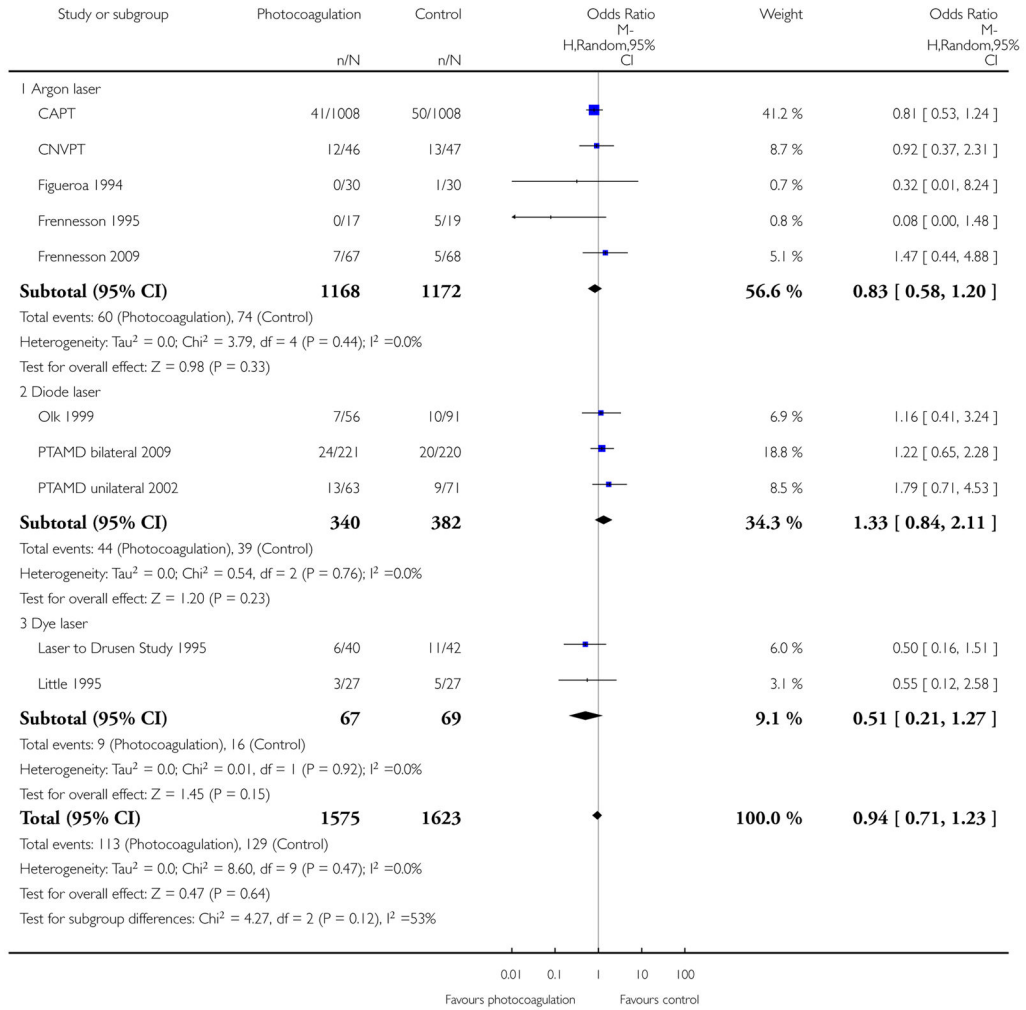 Study or subgroup Photocoagulation Control Odds Ratio Weight Odds Ratio
M- M-
H,Random,95% H,Random,95%
n/N n/N CI CI
1 Argon laser
CAPT 41/1008 50/1008 41.2 % 0.81 [ 0.53, 1.24 ]
CNVPT 12/46 13/47 8.7 % 0.92 [ 0.37, 2.31 ]
Figueroa 1994 0/30 1/30 0.7 % 0.32 [ 0.01, 8.24 ]
Frennesson 1995 0/17 5/19 0.8 % 0.08 [ 0.00, 1.48 ]
Frennesson 2009 7/67 5/68 5.1 % 1.47 [ 0.44, 4.88 ]
Subtotal (95% CI) 1168 1172 56.6 % 0.83 [ 0.58, 1.20 ]
Total events: 60 (Photocoagulation), 74 (Control)
Heterogeneity: Tau² = 0.0; Chi² = 3.79, df = 4 (P = 0.44); I² =0.0%
Test for overall effect: Z = 0.98 (P = 0.33)
2 Diode laser
Olk 1999 7/56 10/91 6.9 % 1.16 [ 0.41, 3.24 ]
PTAMD bilateral 2009 24/221 20/220 18.8 % 1.22 [ 0.65, 2.28 ]
PTAMD unilateral 2002 13/63 9/71 8.5 % 1.79 [ 0.71, 4.53 ]
Subtotal (95% CI) 340 382 34.3 % 1.33 [ 0.84, 2.11 ]
Total events: 44 (Photocoagulation), 39 (Control)
Heterogeneity: Tau² = 0.0; Chi² = 0.54, df = 2 (P = 0.76); I² =0.0%
Test for overall effect: Z = 1.20 (P = 0.23)
3 Dye laser
Laser to Drusen Study 1995 6/40 11/42 6.0 % 0.50 [ 0.16, 1.51 ]
Little 1995 3/27 5/27 3.1 % 0.55 [ 0.12, 2.58 ]
Subtotal (95% CI) 67 69 9.1 % 0.51 [ 0.21, 1.27 ]
Total events: 9 (Photocoagulation), 16 (Control)
Heterogeneity: Tau² = 0.0; Chi² = 0.01, df = 1 (P = 0.92); I² =0.0%
Test for overall effect: Z = 1.45 (P = 0.15)
Total (95% CI) 1575 1623 100.0 % 0.94 [ 0.71, 1.23 ]
Total events: 113 (Photocoagulation), 129 (Control)
Heterogeneity: Tau² = 0.0; Chi² = 8.60, df = 9 (P = 0.47); I² =0.0%
Test for overall effect: Z = 0.47 (P = 0.64)
Test for subgroup differences: Chi² = 4.27, df = 2 (P = 0.12), I² =53%
0.01 0.1 1 10 100
Favours photocoagulation Favours control